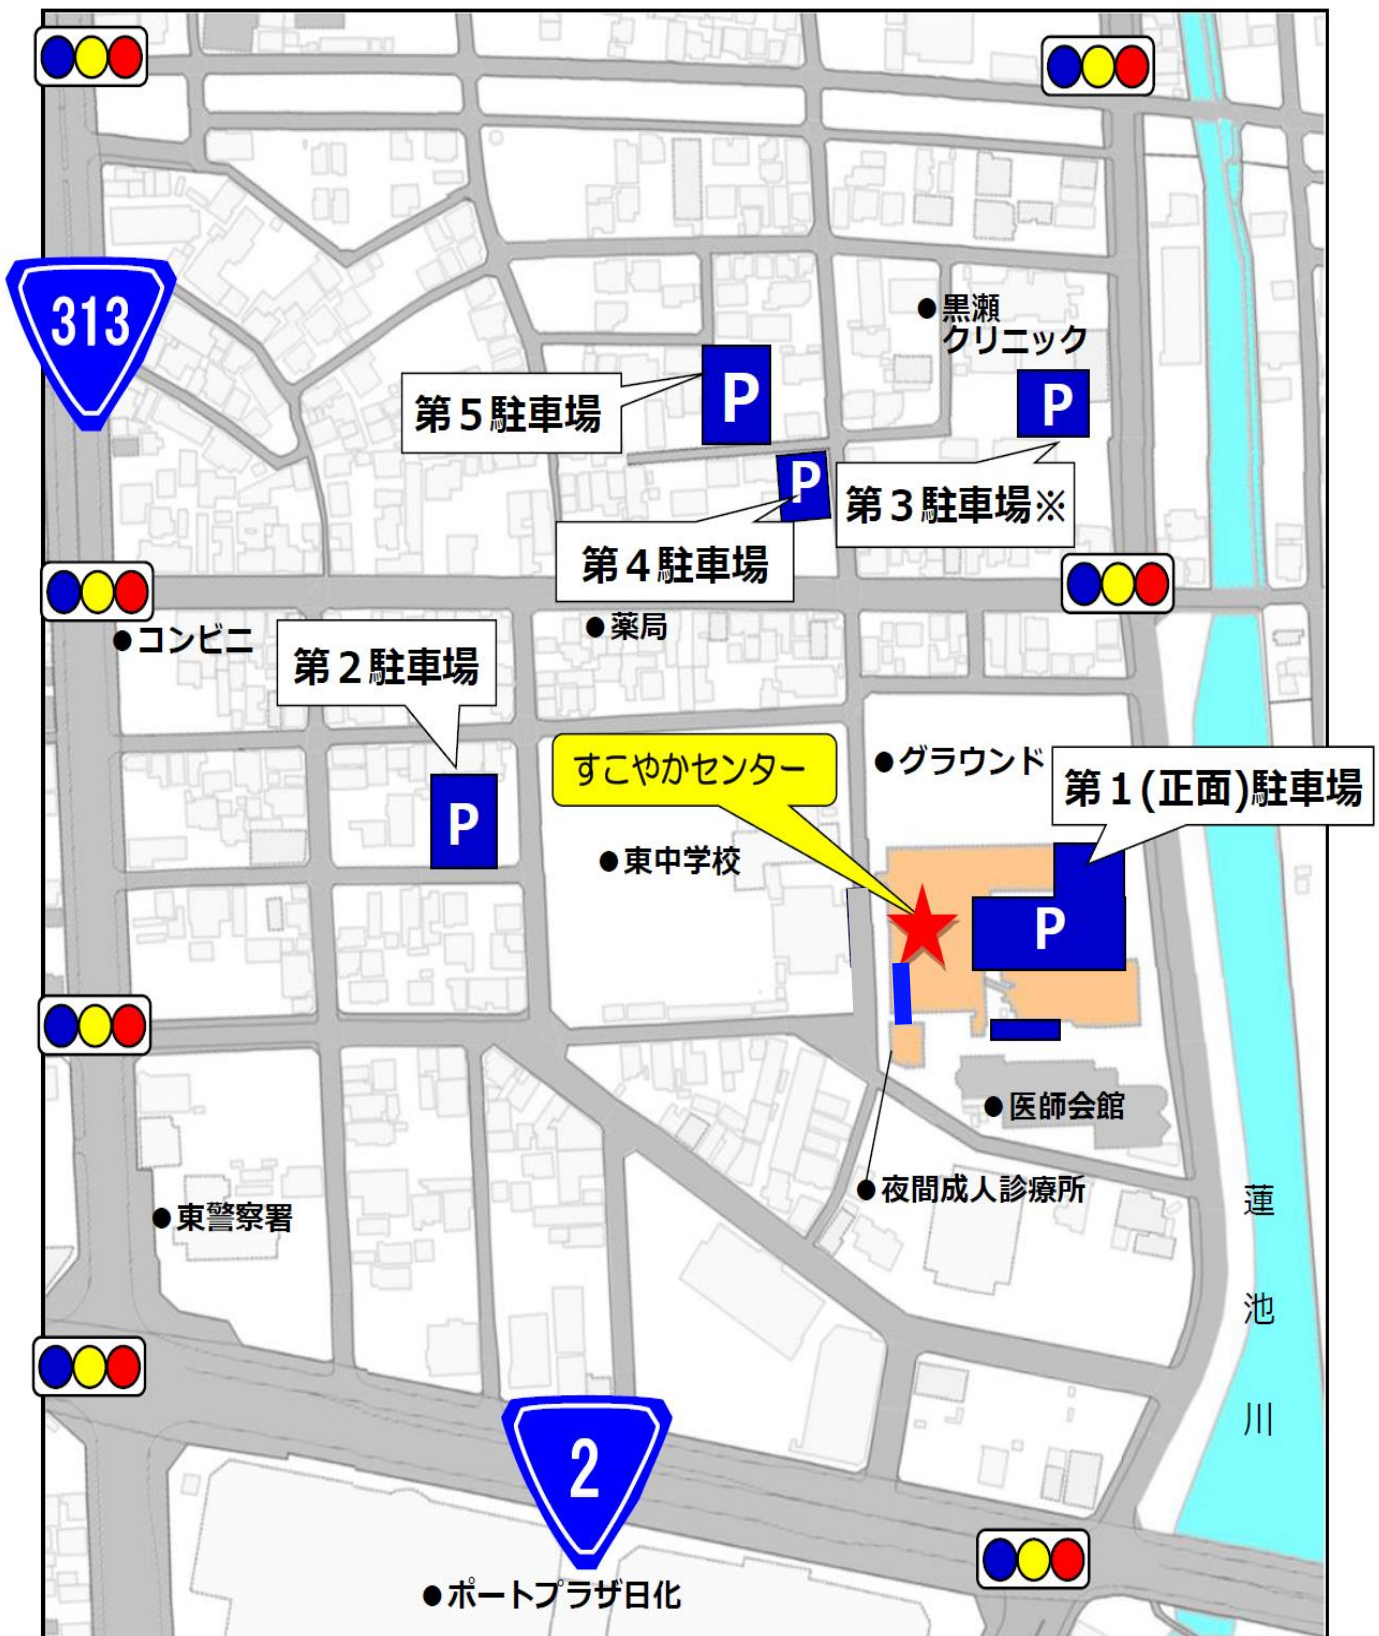 313
黒瀬
クリニック
P
P
第５駐車場
P
第３駐車場※
第４駐車場
コンビニ
薬局
第２駐車場
すこやかセンター
グラウンド
第１(正面)駐車場
P
東中学校
P
医師会館
夜間成人診療所
東警察署
蓮
池
川
2
ポートプラザ日化